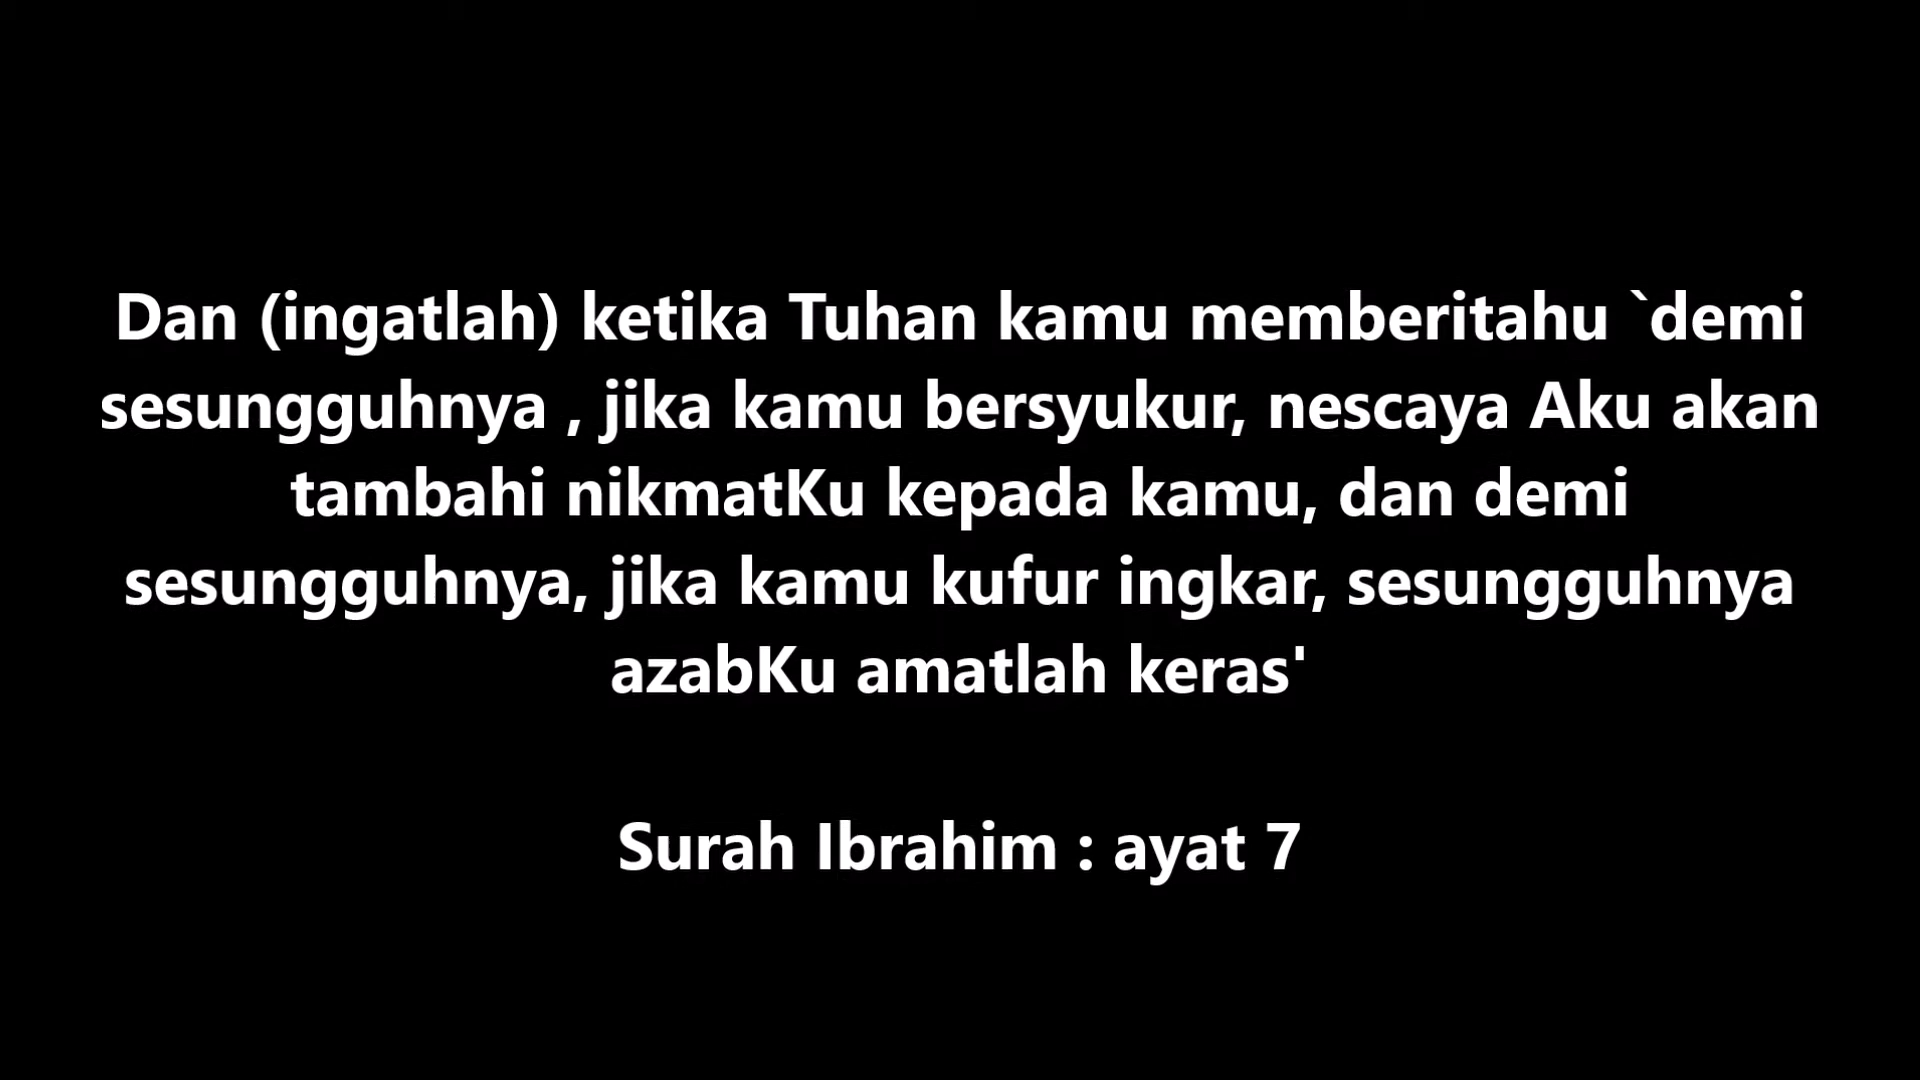 Dan (ingatlah) ketika Tuhan kamu memberitahu `demi
sesungguhnya , jika kamu bersyukur, nescaya Aku akan
tambahi nikmatKu kepada kamu, dan demi
sesungguhnya, jika kamu kufur ingkar, sesungguhnya
azabKu amatlah keras'
Surah Ibrahim : ayat 7